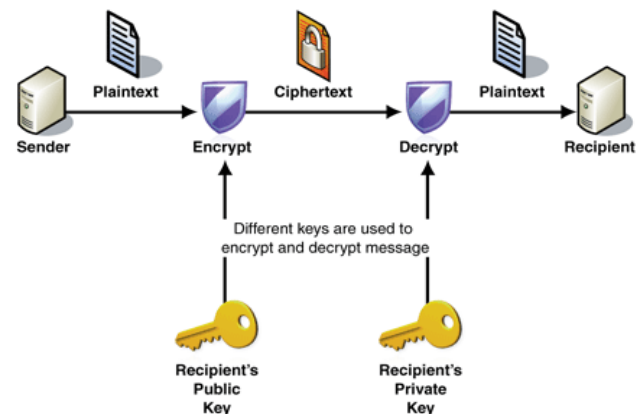 Plaintext
Ciphertext
Plaintext
Sender
Encrypt
Decrypt
Recipient
Different keys are used to
encrypt and decrypt message
Recipient's
Public
Key
Recipient's
Private
Key